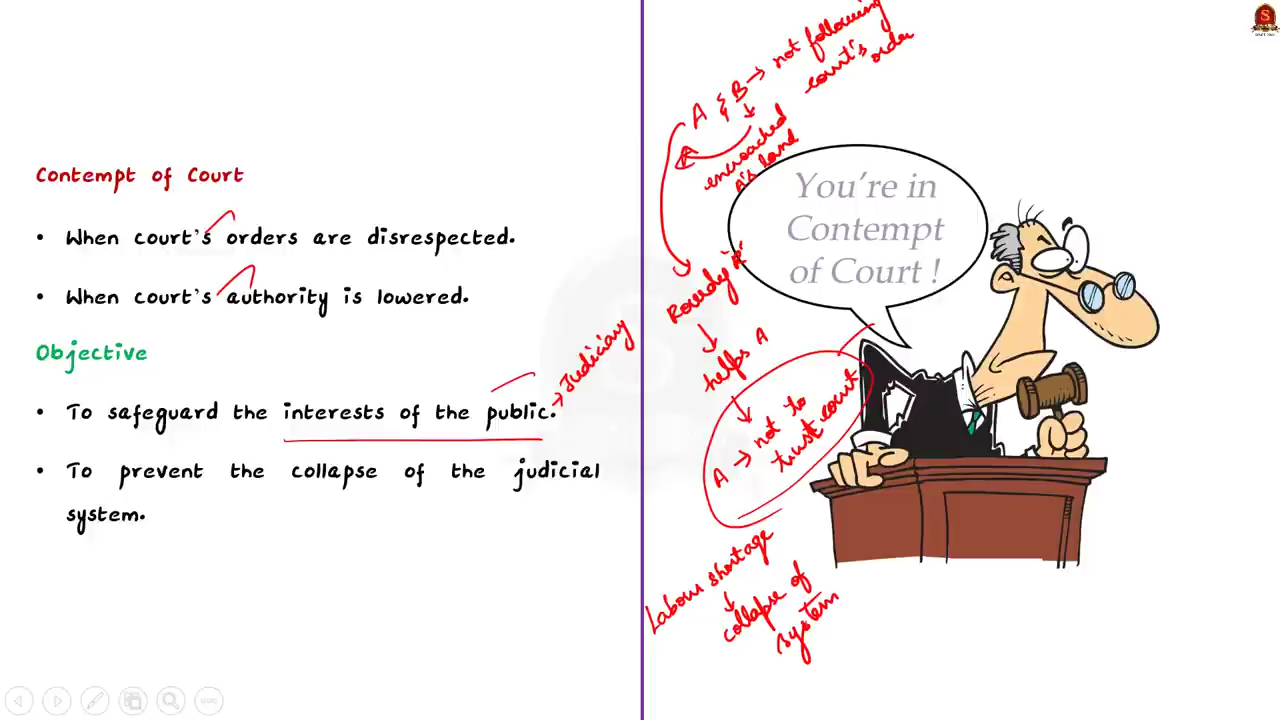 Contempt of Court
• When court's orders are disrespected.
• When court's authority is lowered.
Objective
• To safeguard the interests of the public.
→ Judiciary
• To prevent the collapse of the judicial
system.
A & B → not following
court's order
encroached
A's land
A
Rowdy 'R'
helps A
A → not to
trust court
Labour shortage
collapse of
system
You're in
Contempt
of Court !
S